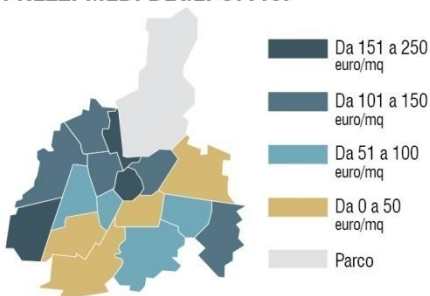 Da 151 a 250
euro/mq
Da 101 a 150
euro/mq
Da 51 a 100
euro/mq
Da 0 a 50
euro/mq
Parco